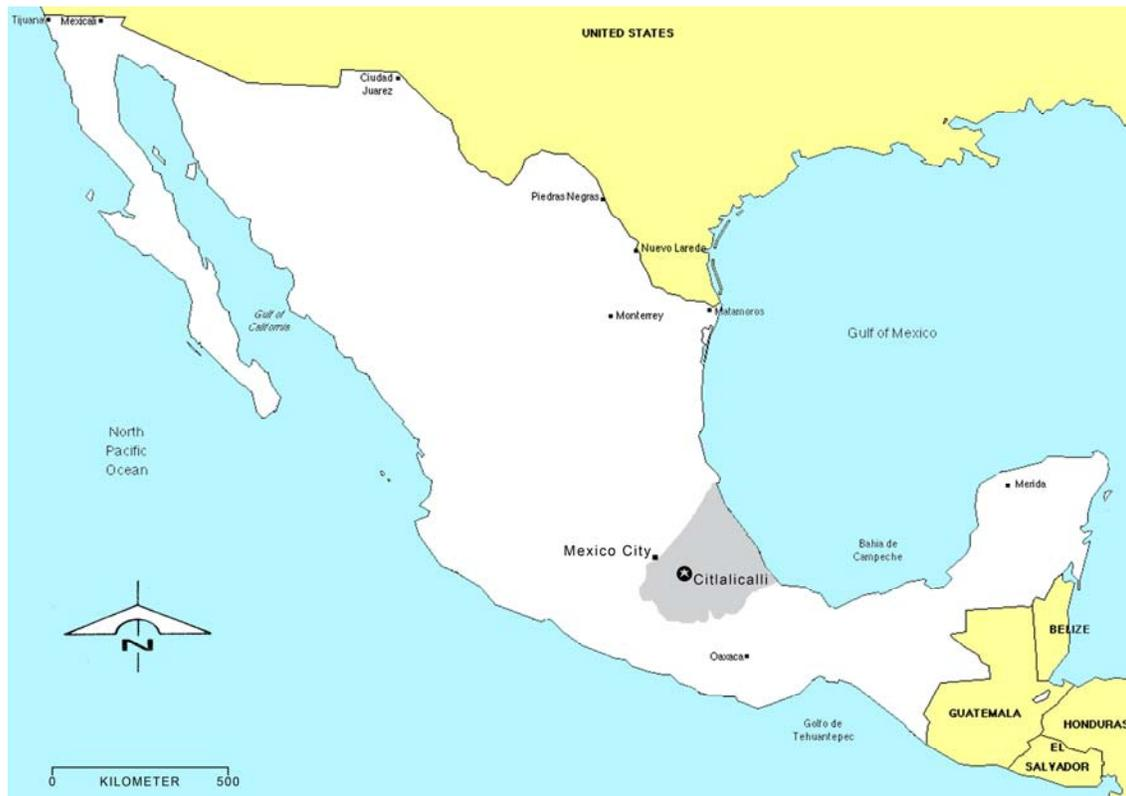 Tijuana
Mexicali
UNITED STATES
Ciudad
Juarez
Piedras Negras
Nuevo Laredo
Monterrey
Matamoros
Gulf of
California
Gulf of Mexico
North
Pacific
Ocean
Merida
Bahia de
Campeche
Mexico City
Citlalicalli
N
BELIZE
Oaxaca
GUATEMALA
HONDURAS
Golfo de
Tehuantepec
EL
SALVADOR
0 KILOMETER 500